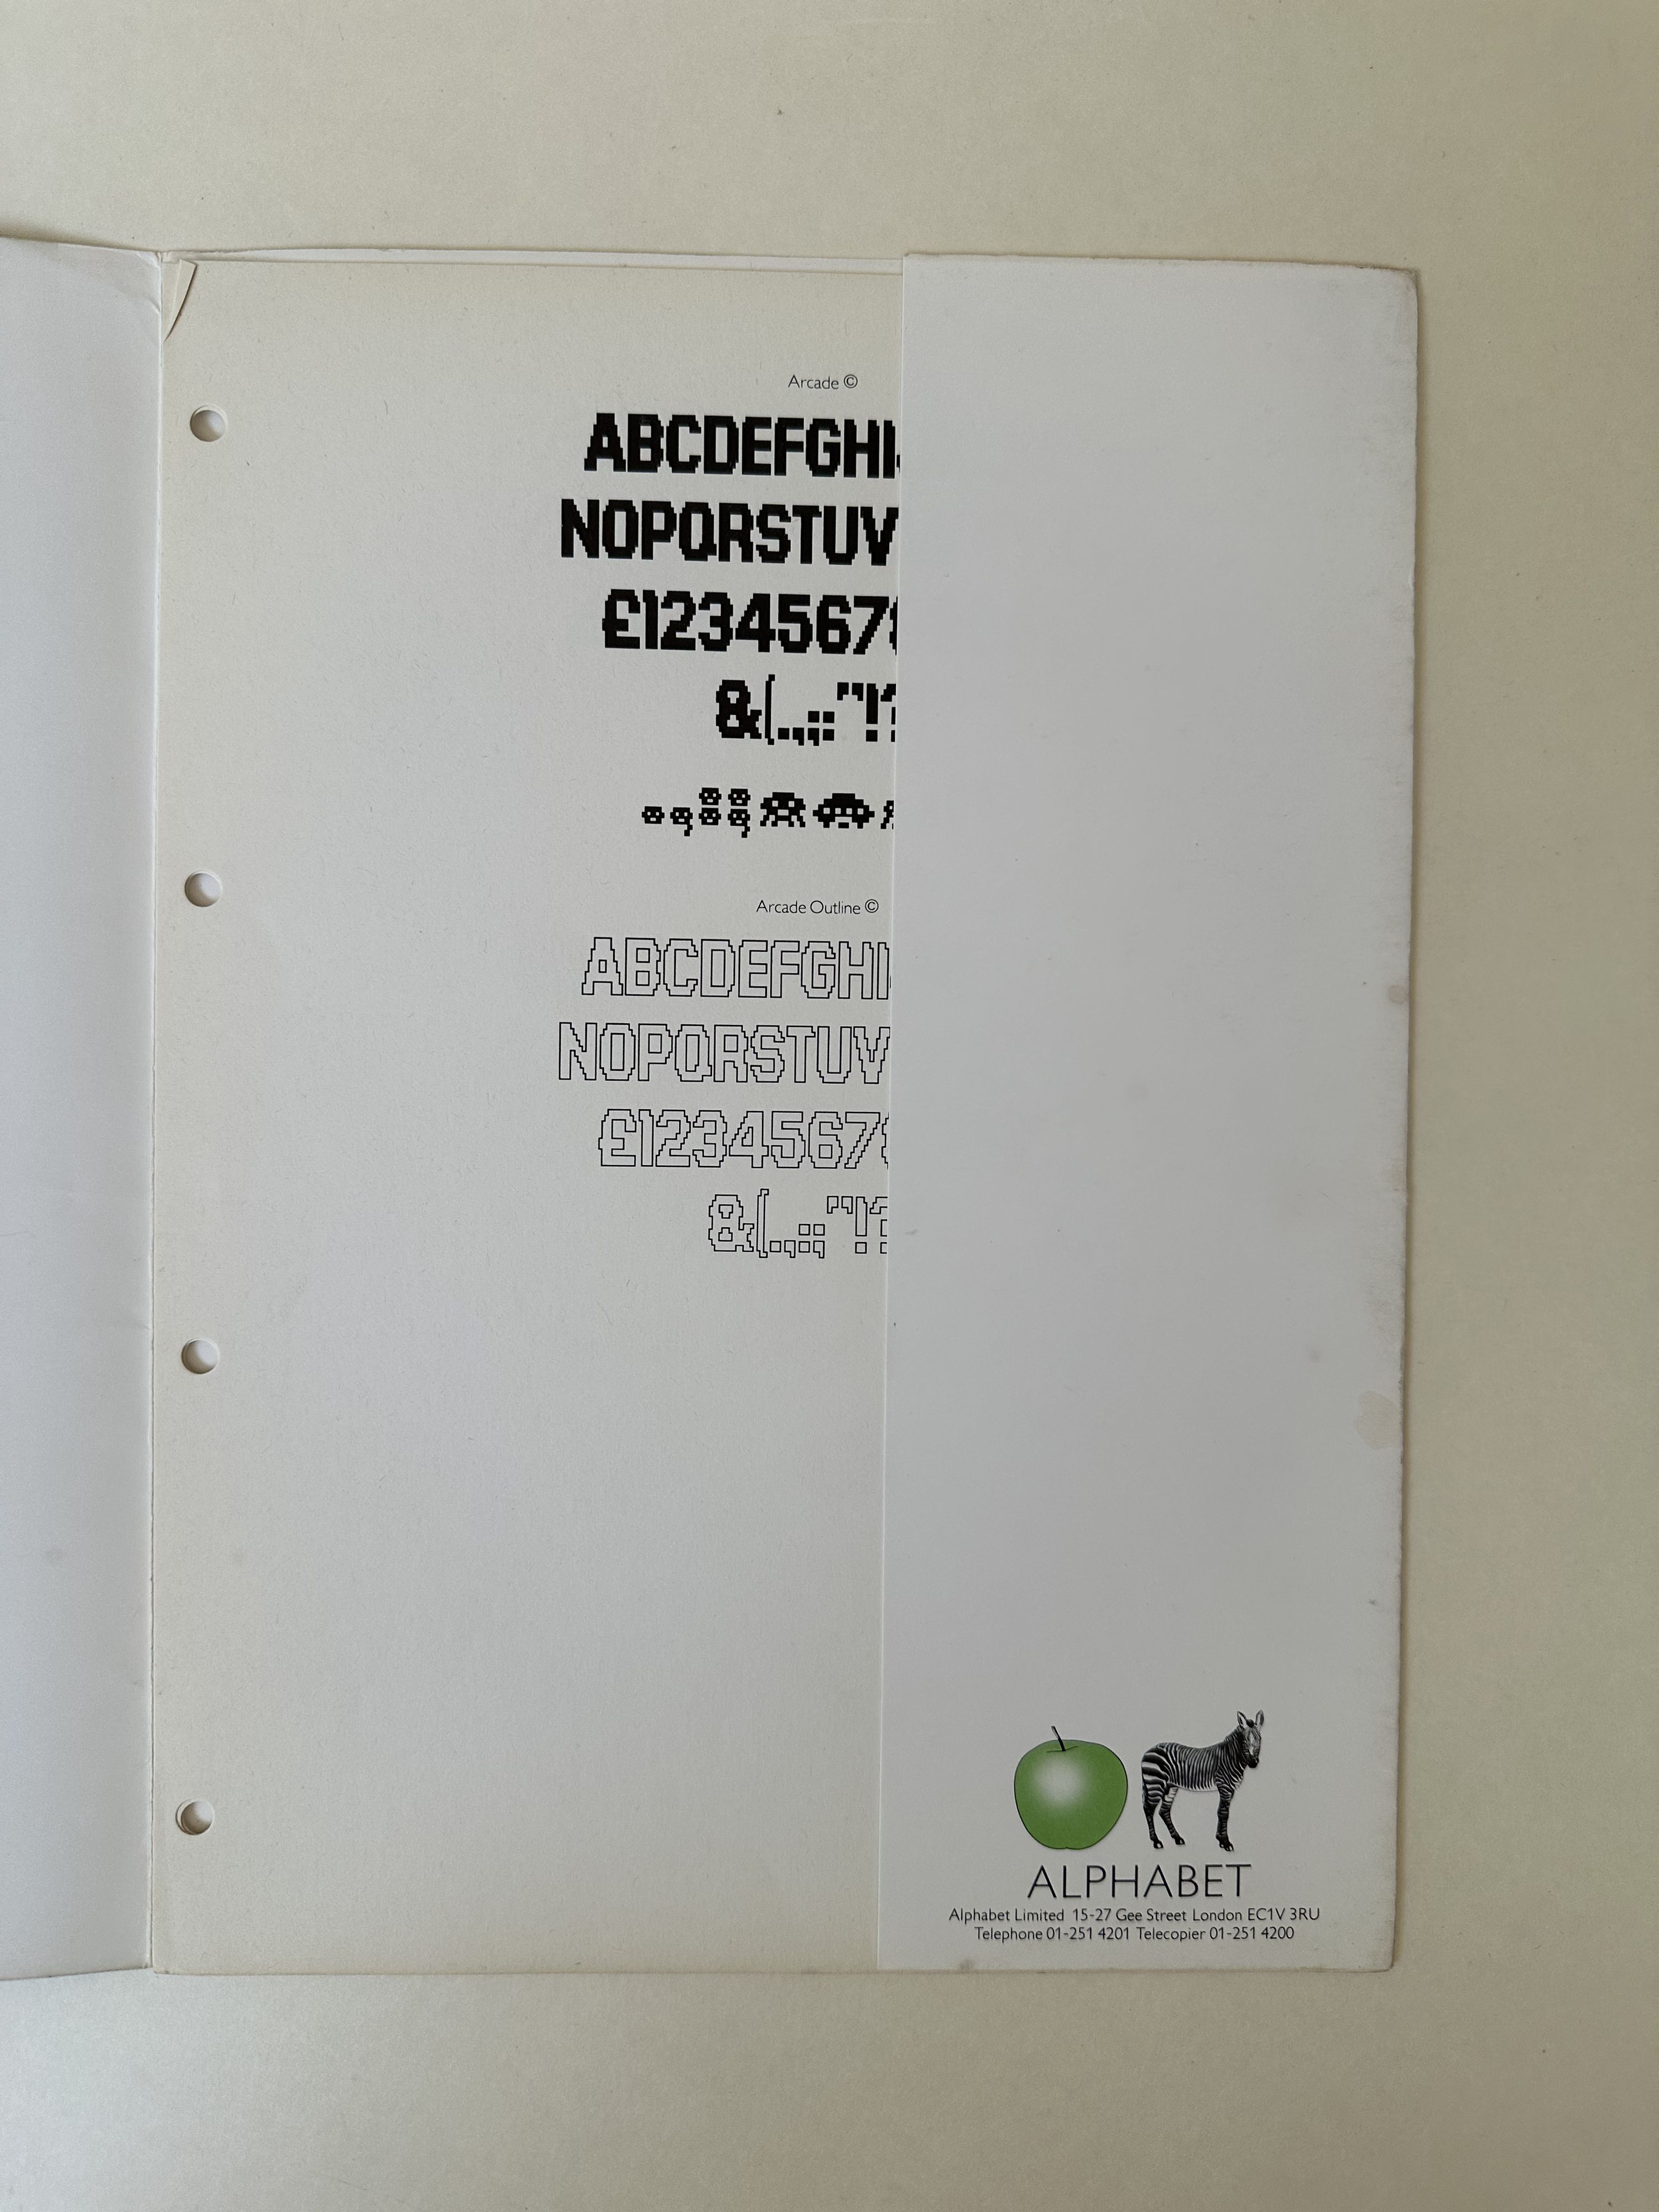 Arcade ©
ABCDEFGHI
NOPQRSTUV
£1234567
&(.,:;"!?
Arcade Outline ©
ABCDEFGHI
NOPQRSTUV
£1234567
&(.,:;"!?
ALPHABET
Alphabet Limited 15-27 Gee Street London EC1V 3RU
Telephone 01-251 4201 Telecopier 01-251 4200